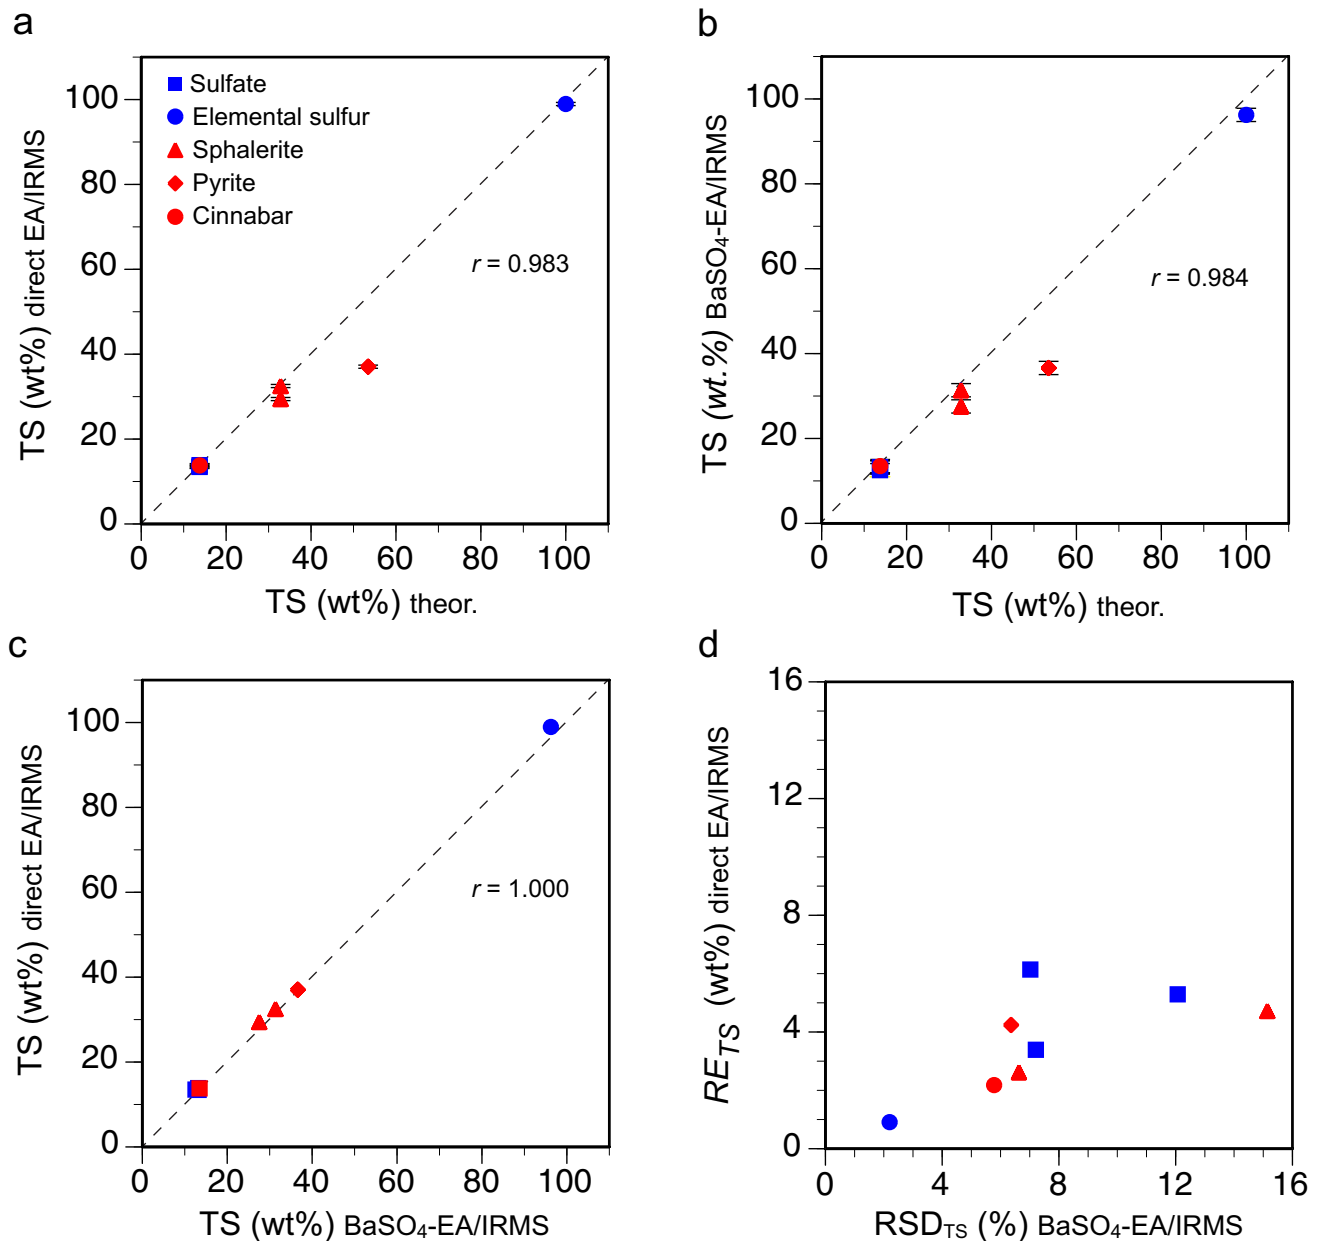 a
TS (wt%) direct EA/IRMS
100
80
60
40
20
0
Sulfate
Elemental sulfur
Sphalerite
Pyrite
Cinnabar
r = 0.983
0 20 40 60 80 100
TS (wt%) theor.
b
TS (wt.%) BaSO₄-EA/IRMS
100
80
60
40
20
0
r = 0.984
0 20 40 60 80 100
TS (wt%) theor.
c
TS (wt%) direct EA/IRMS
100
80
60
40
20
0
r = 1.000
0 20 40 60 80 100
TS (wt%) BaSO₄-EA/IRMS
d
RE_TS (wt%) direct EA/IRMS
16
12
8
4
0
0 4 8 12 16
RSD_TS (%) BaSO₄-EA/IRMS